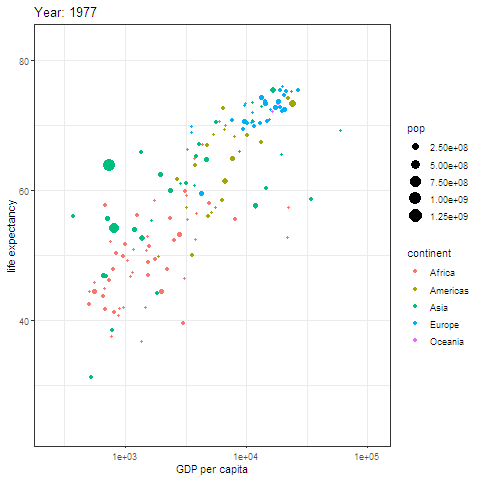 Year: 1977
80
60
40
life expectancy
1e+03
1e+04
1e+05
GDP per capita
pop
2.50e+08
5.00e+08
7.50e+08
1.00e+09
1.25e+09
continent
Africa
Americas
Asia
Europe
Oceania